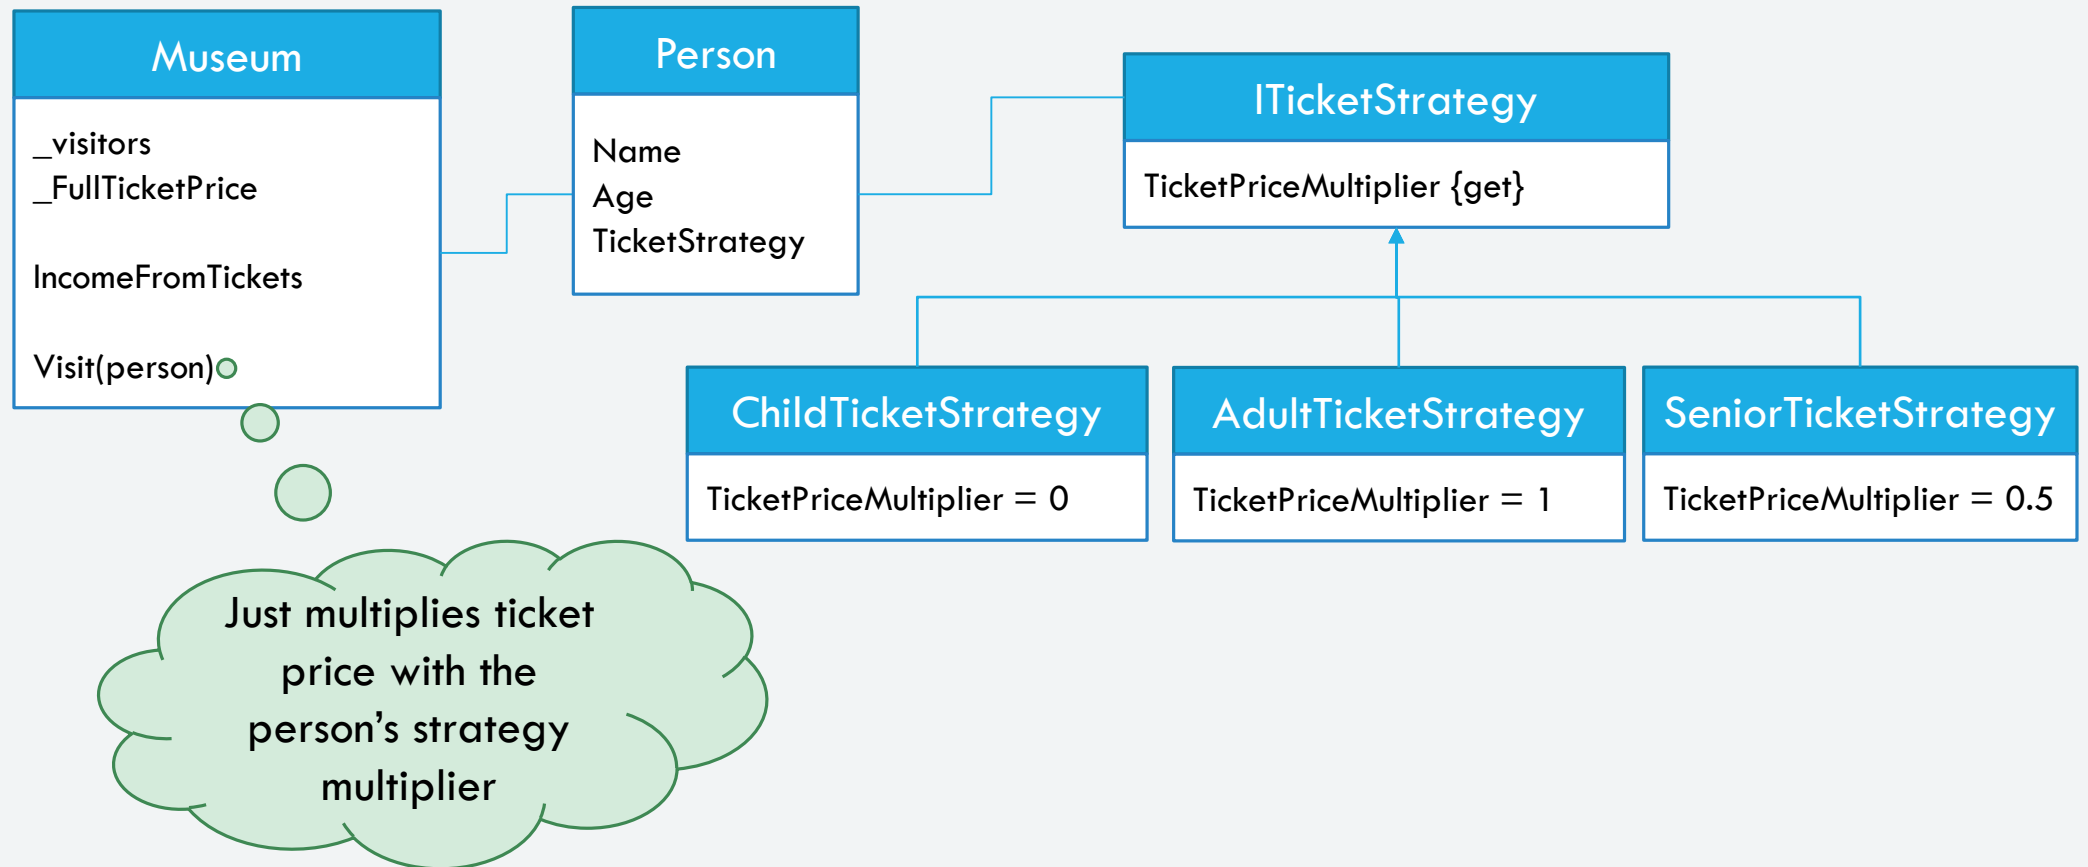 Museum
_visitors
_FullTicketPrice
IncomeFromTickets
Visit(person)
Person
Name
Age
TicketStrategy
ITicketStrategy
TicketPriceMultiplier {get}
ChildTicketStrategy
TicketPriceMultiplier = 0
AdultTicketStrategy
TicketPriceMultiplier = 1
SeniorTicketStrategy
TicketPriceMultiplier = 0.5
Just multiplies ticket
price with the
person’s strategy
multiplier